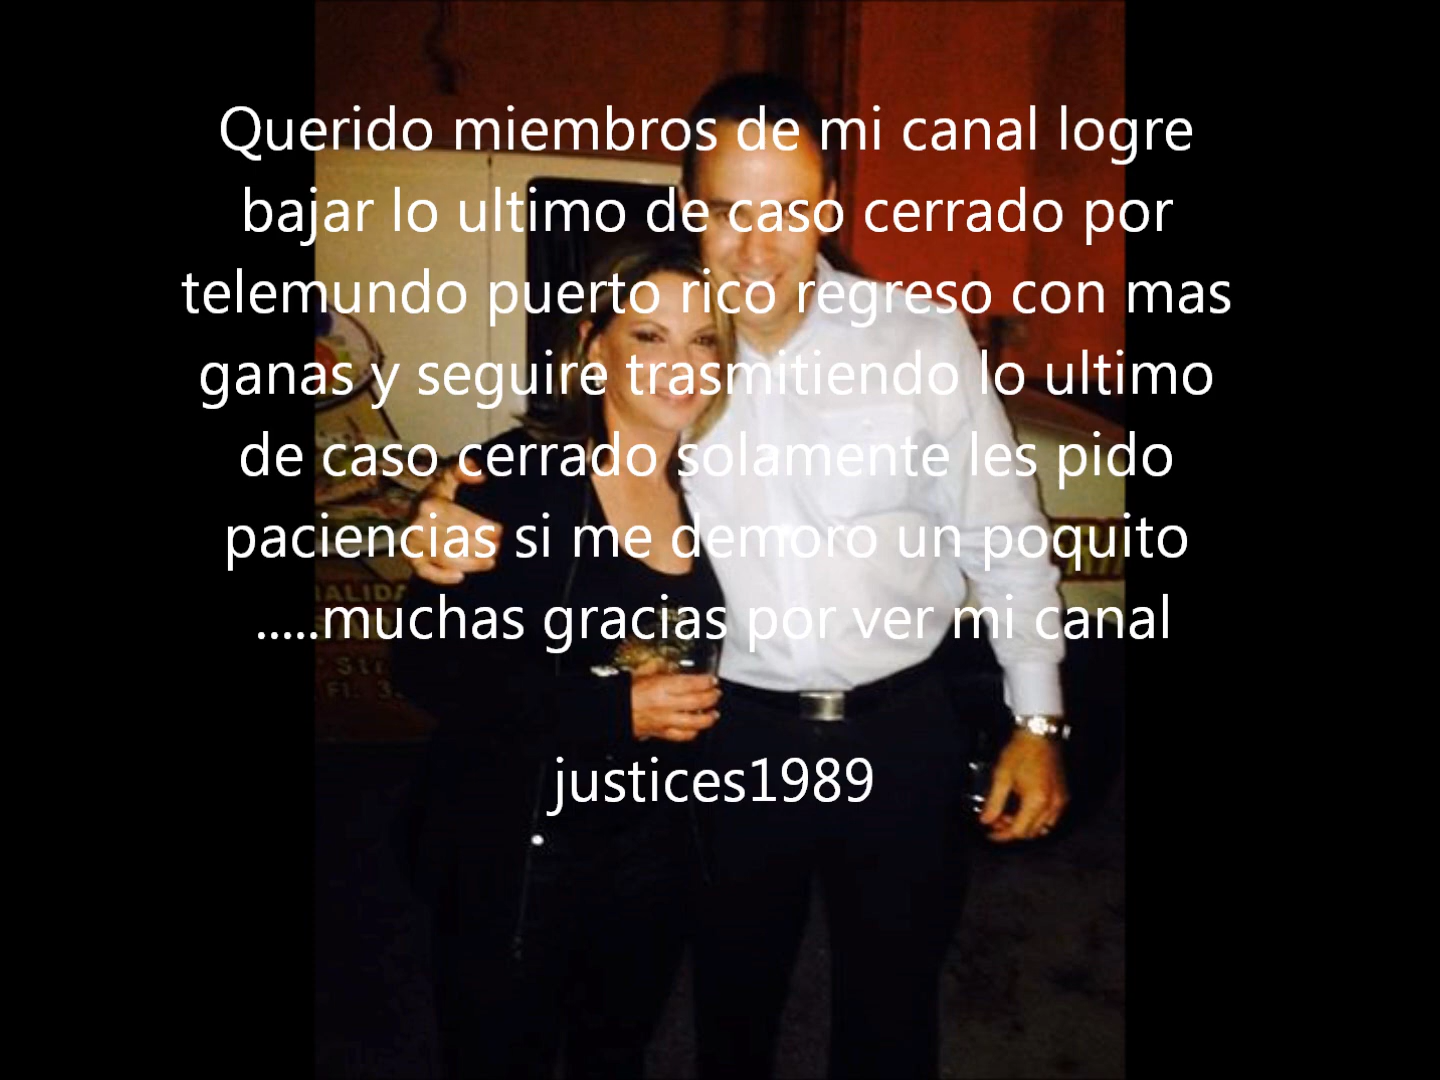 Querido miembros de mi canal logre
bajar lo ultimo de caso cerrado por
telemundo puerto rico regreso con mas
ganas y seguire trasmitiendo lo ultimo
de caso cerrado solamente les pido
paciencias si me demoro un poquito
.....muchas gracias por ver mi canal
justices1989